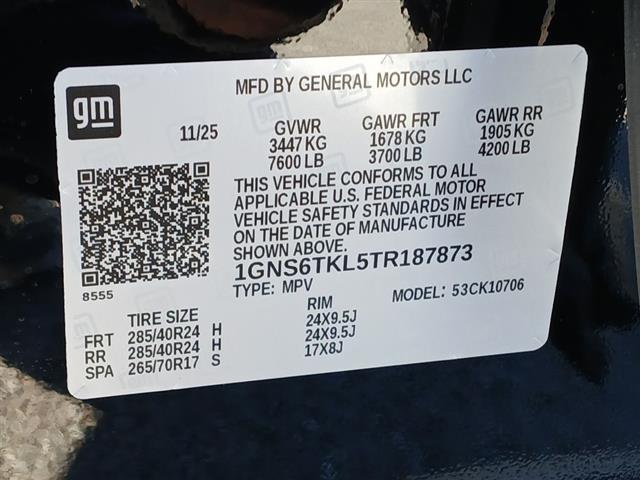 MFD BY GENERAL MOTORS LLC
gm
11/25 GVWR GAWR FRT GAWR RR
3447 KG 1678 KG 1905 KG
7600 LB 3700 LB 4200 LB
THIS VEHICLE CONFORMS TO ALL
APPLICABLE U.S. FEDERAL MOTOR
VEHICLE SAFETY STANDARDS IN EFFECT
ON THE DATE OF MANUFACTURE
SHOWN ABOVE.
1GNS6TKL5TR187873
8555
TYPE: MPV MODEL: 53CK10706
TIRE SIZE RIM
FRT 285/40R24 H 24X9.5J
RR 285/40R24 H 24X9.5J
SPA 265/70R17 S 17X8J